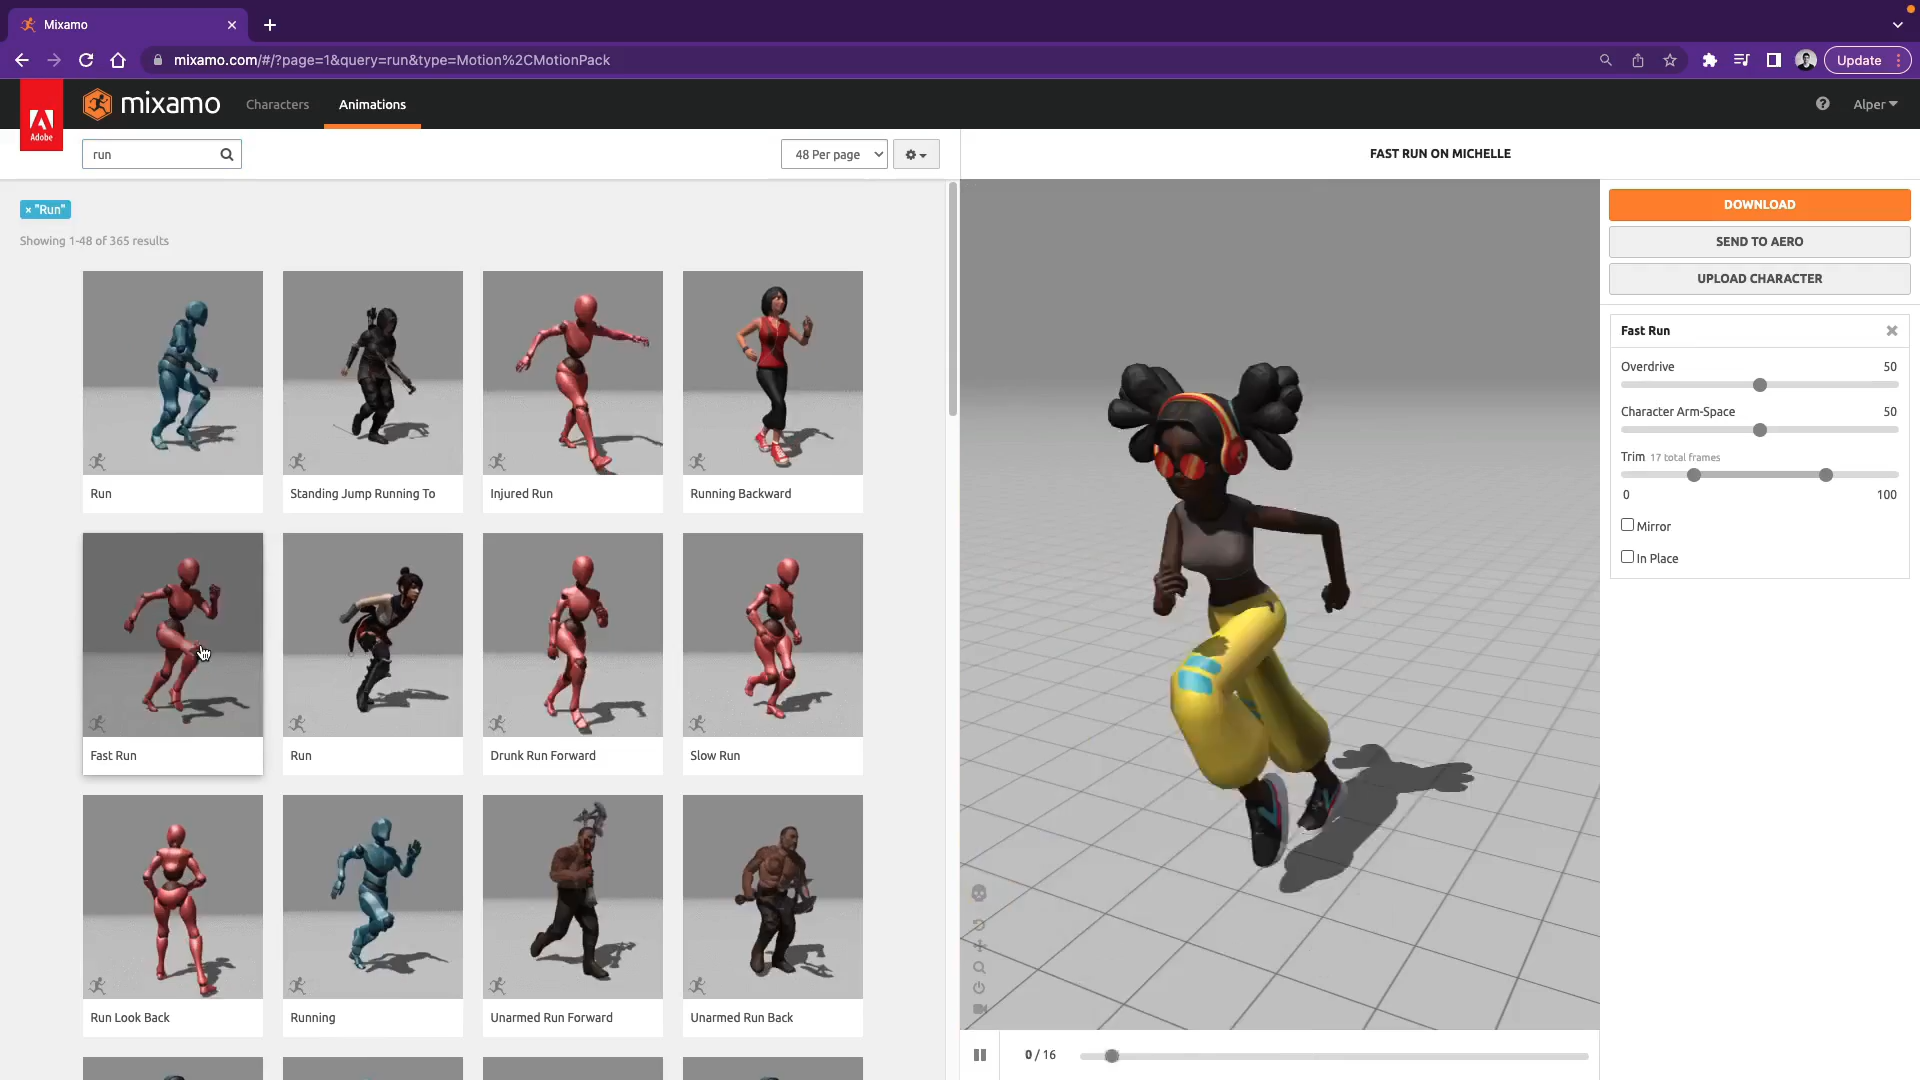 Mixamo
mixamo.com/#/?page=1&query=run&type=Motion%2CMotionPack
Update
Adobe
mixamo
Characters
Animations
Alper
run
48 Per page
FAST RUN ON MICHELLE
× "Run"
Showing 1-48 of 365 results
DOWNLOAD
SEND TO AERO
UPLOAD CHARACTER
Fast Run
Overdrive 50
Character Arm-Space 50
Trim 17 total frames
0 100
Mirror
In Place
Run
Standing Jump Running To
Injured Run
Running Backward
Fast Run
Run
Drunk Run Forward
Slow Run
Run Look Back
Running
Unarmed Run Forward
Unarmed Run Back
0 / 16